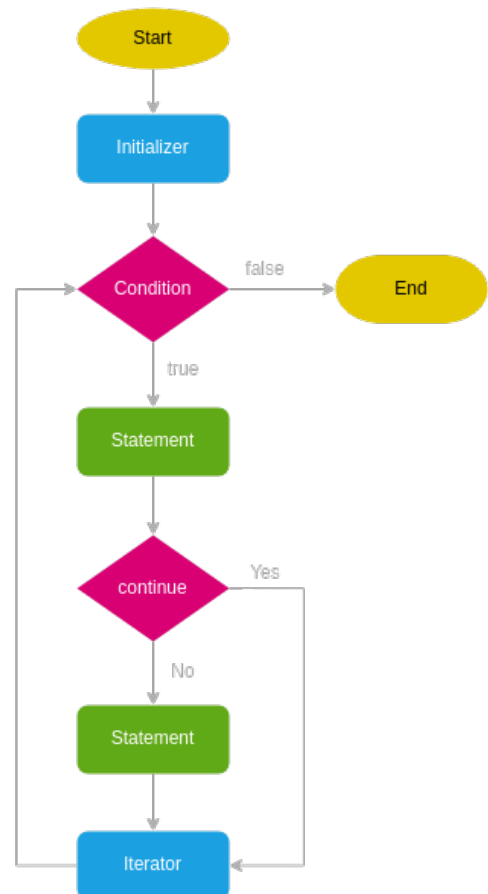 Start
Initializer
Condition
false
End
true
Statement
continue
Yes
No
Statement
Iterator